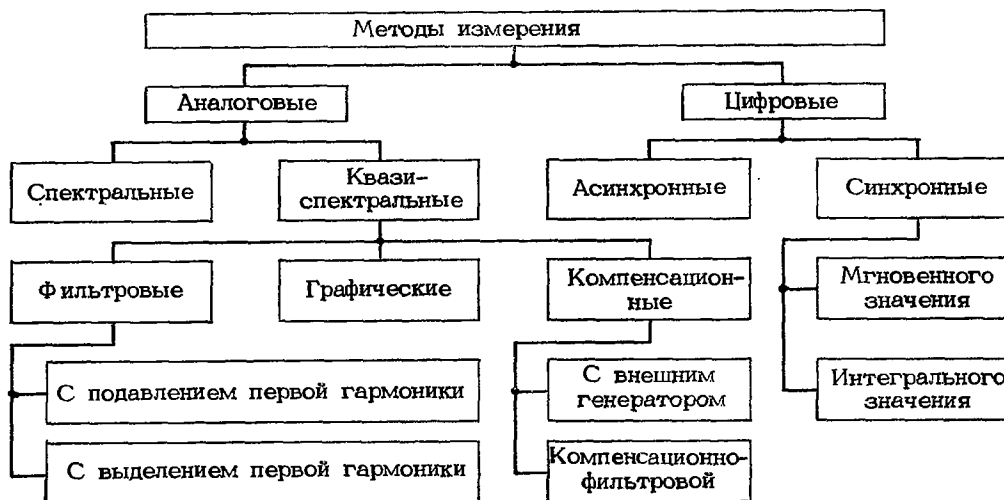 Методы измерения
Аналоговые
Цифровые
Спектральные
Квази-
спектральные
Асинхронные
Синхронные
Фильтровые
Графические
Компенсацион-
ные
Мгновенного
значения
С подавлением первой гармоники
С внешним
генератором
Интегрального
значения
С выделением первой гармоники
Компенсационно-
фильтровой